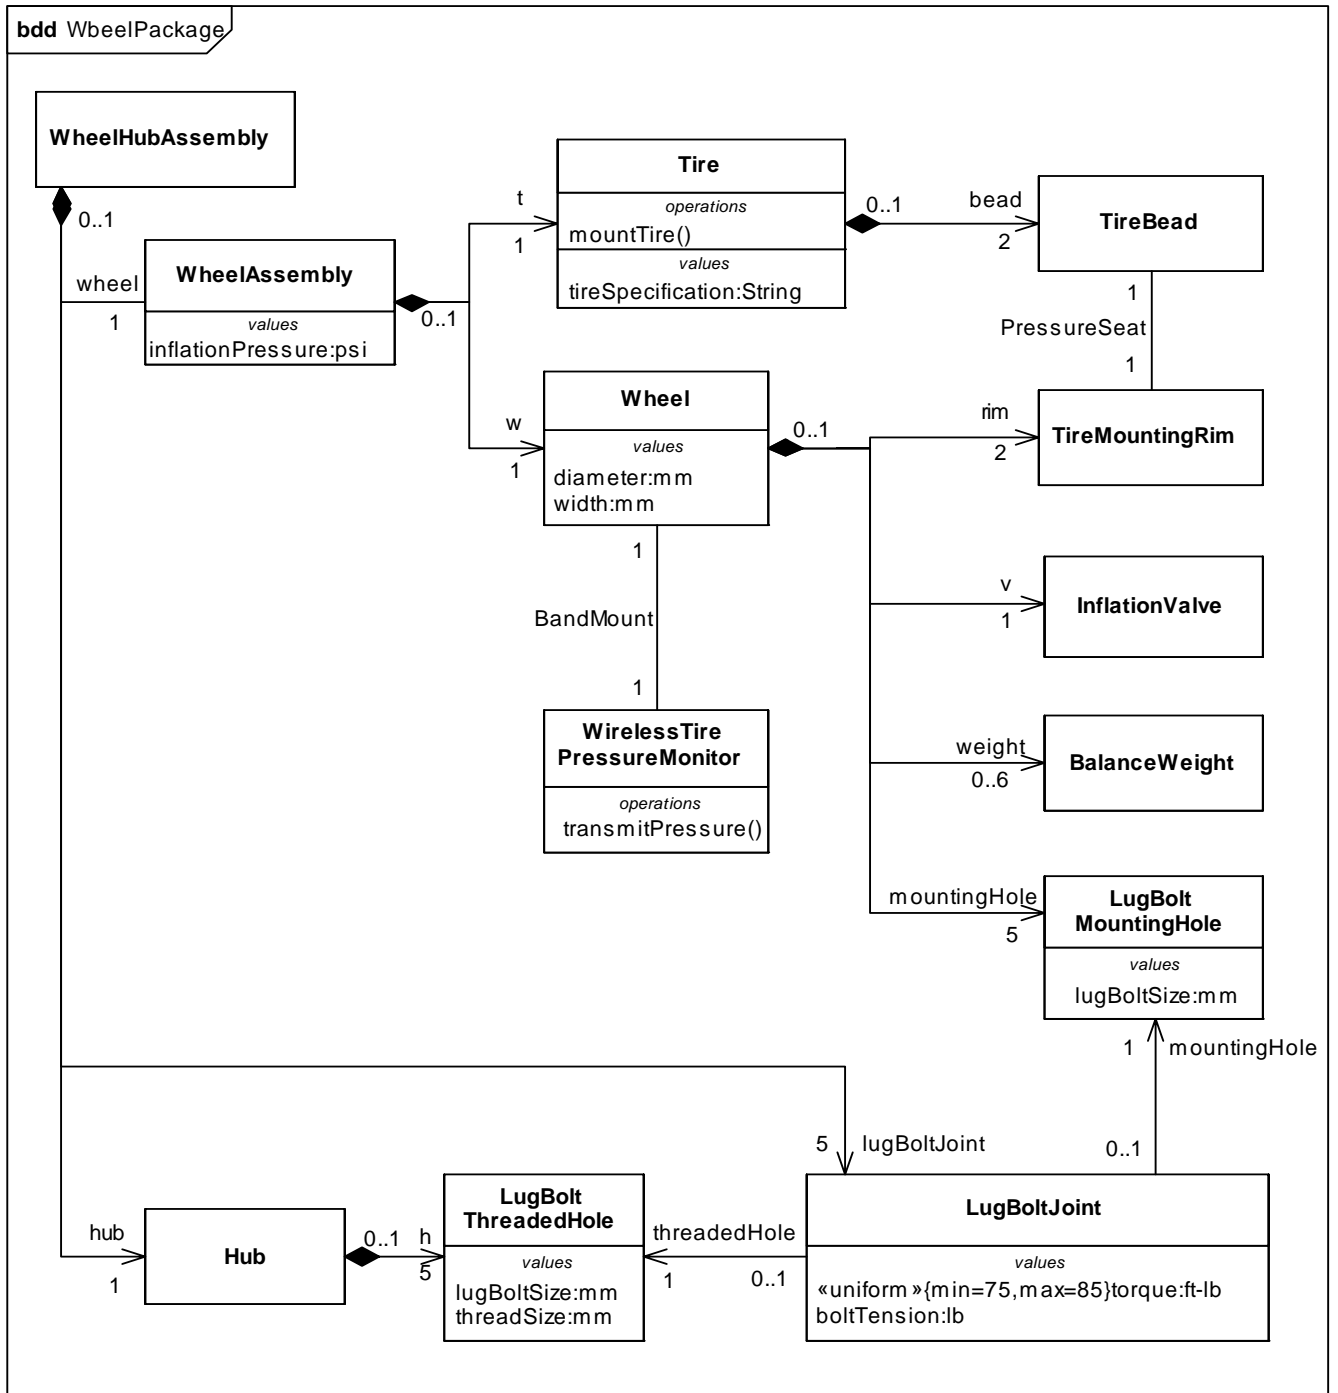 bdd WbeelPackage
WheelHubAssembly
0..1
wheel
1
WheelAssembly
values
inflationPressure:psi
0..1
t
1
Tire
operations
mountTire()
values
tireSpecification:String
0..1
bead
2
TireBead
1
PressureSeat
1
w
1
Wheel
values
diameter:mm
width:mm
0..1
rim
2
TireMountingRim
1
BandMount
1
WirelessTire
PressureMonitor
operations
transmitPressure()
v
1
InflationValve
weight
0..6
BalanceWeight
mountingHole
5
LugBolt
MountingHole
values
lugBoltSize:mm
1
mountingHole
0..1
5
lugBoltJoint
hub
1
Hub
0..1
h
5
LugBolt
ThreadedHole
values
lugBoltSize:mm
threadSize:mm
threadedHole
1
0..1
LugBoltJoint
values
«uniform»{min=75,max=85}torque:ft-lb
boltTension:lb